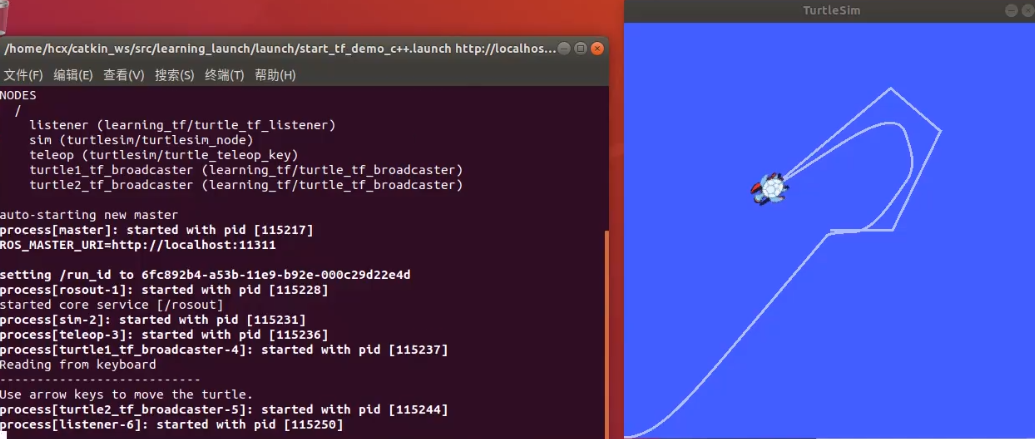 /home/hcx/catkin_ws/src/learning_launch/launch/start_tf_demo_c++.launch http://localhos...
文件(F) 编辑(E) 查看(V) 搜索(S) 终端(T) 帮助(H)
NODES
/
listener (learning_tf/turtle_tf_listener)
sim (turtlesim/turtlesim_node)
teleop (turtlesim/turtle_teleop_key)
turtle1_tf_broadcaster (learning_tf/turtle_tf_broadcaster)
turtle2_tf_broadcaster (learning_tf/turtle_tf_broadcaster)
auto-starting new master
process[master]: started with pid [115217]
ROS_MASTER_URI=http://localhost:11311
setting /run_id to 6fc892b4-a53b-11e9-b92e-000c29d22e4d
process[rosout-1]: started with pid [115228]
started core service [/rosout]
process[sim-2]: started with pid [115231]
process[teleop-3]: started with pid [115236]
process[turtle1_tf_broadcaster-4]: started with pid [115237]
Reading from keyboard
---------------------------
Use arrow keys to move the turtle.
process[turtle2_tf_broadcaster-5]: started with pid [115244]
process[listener-6]: started with pid [115250]
TurtleSim